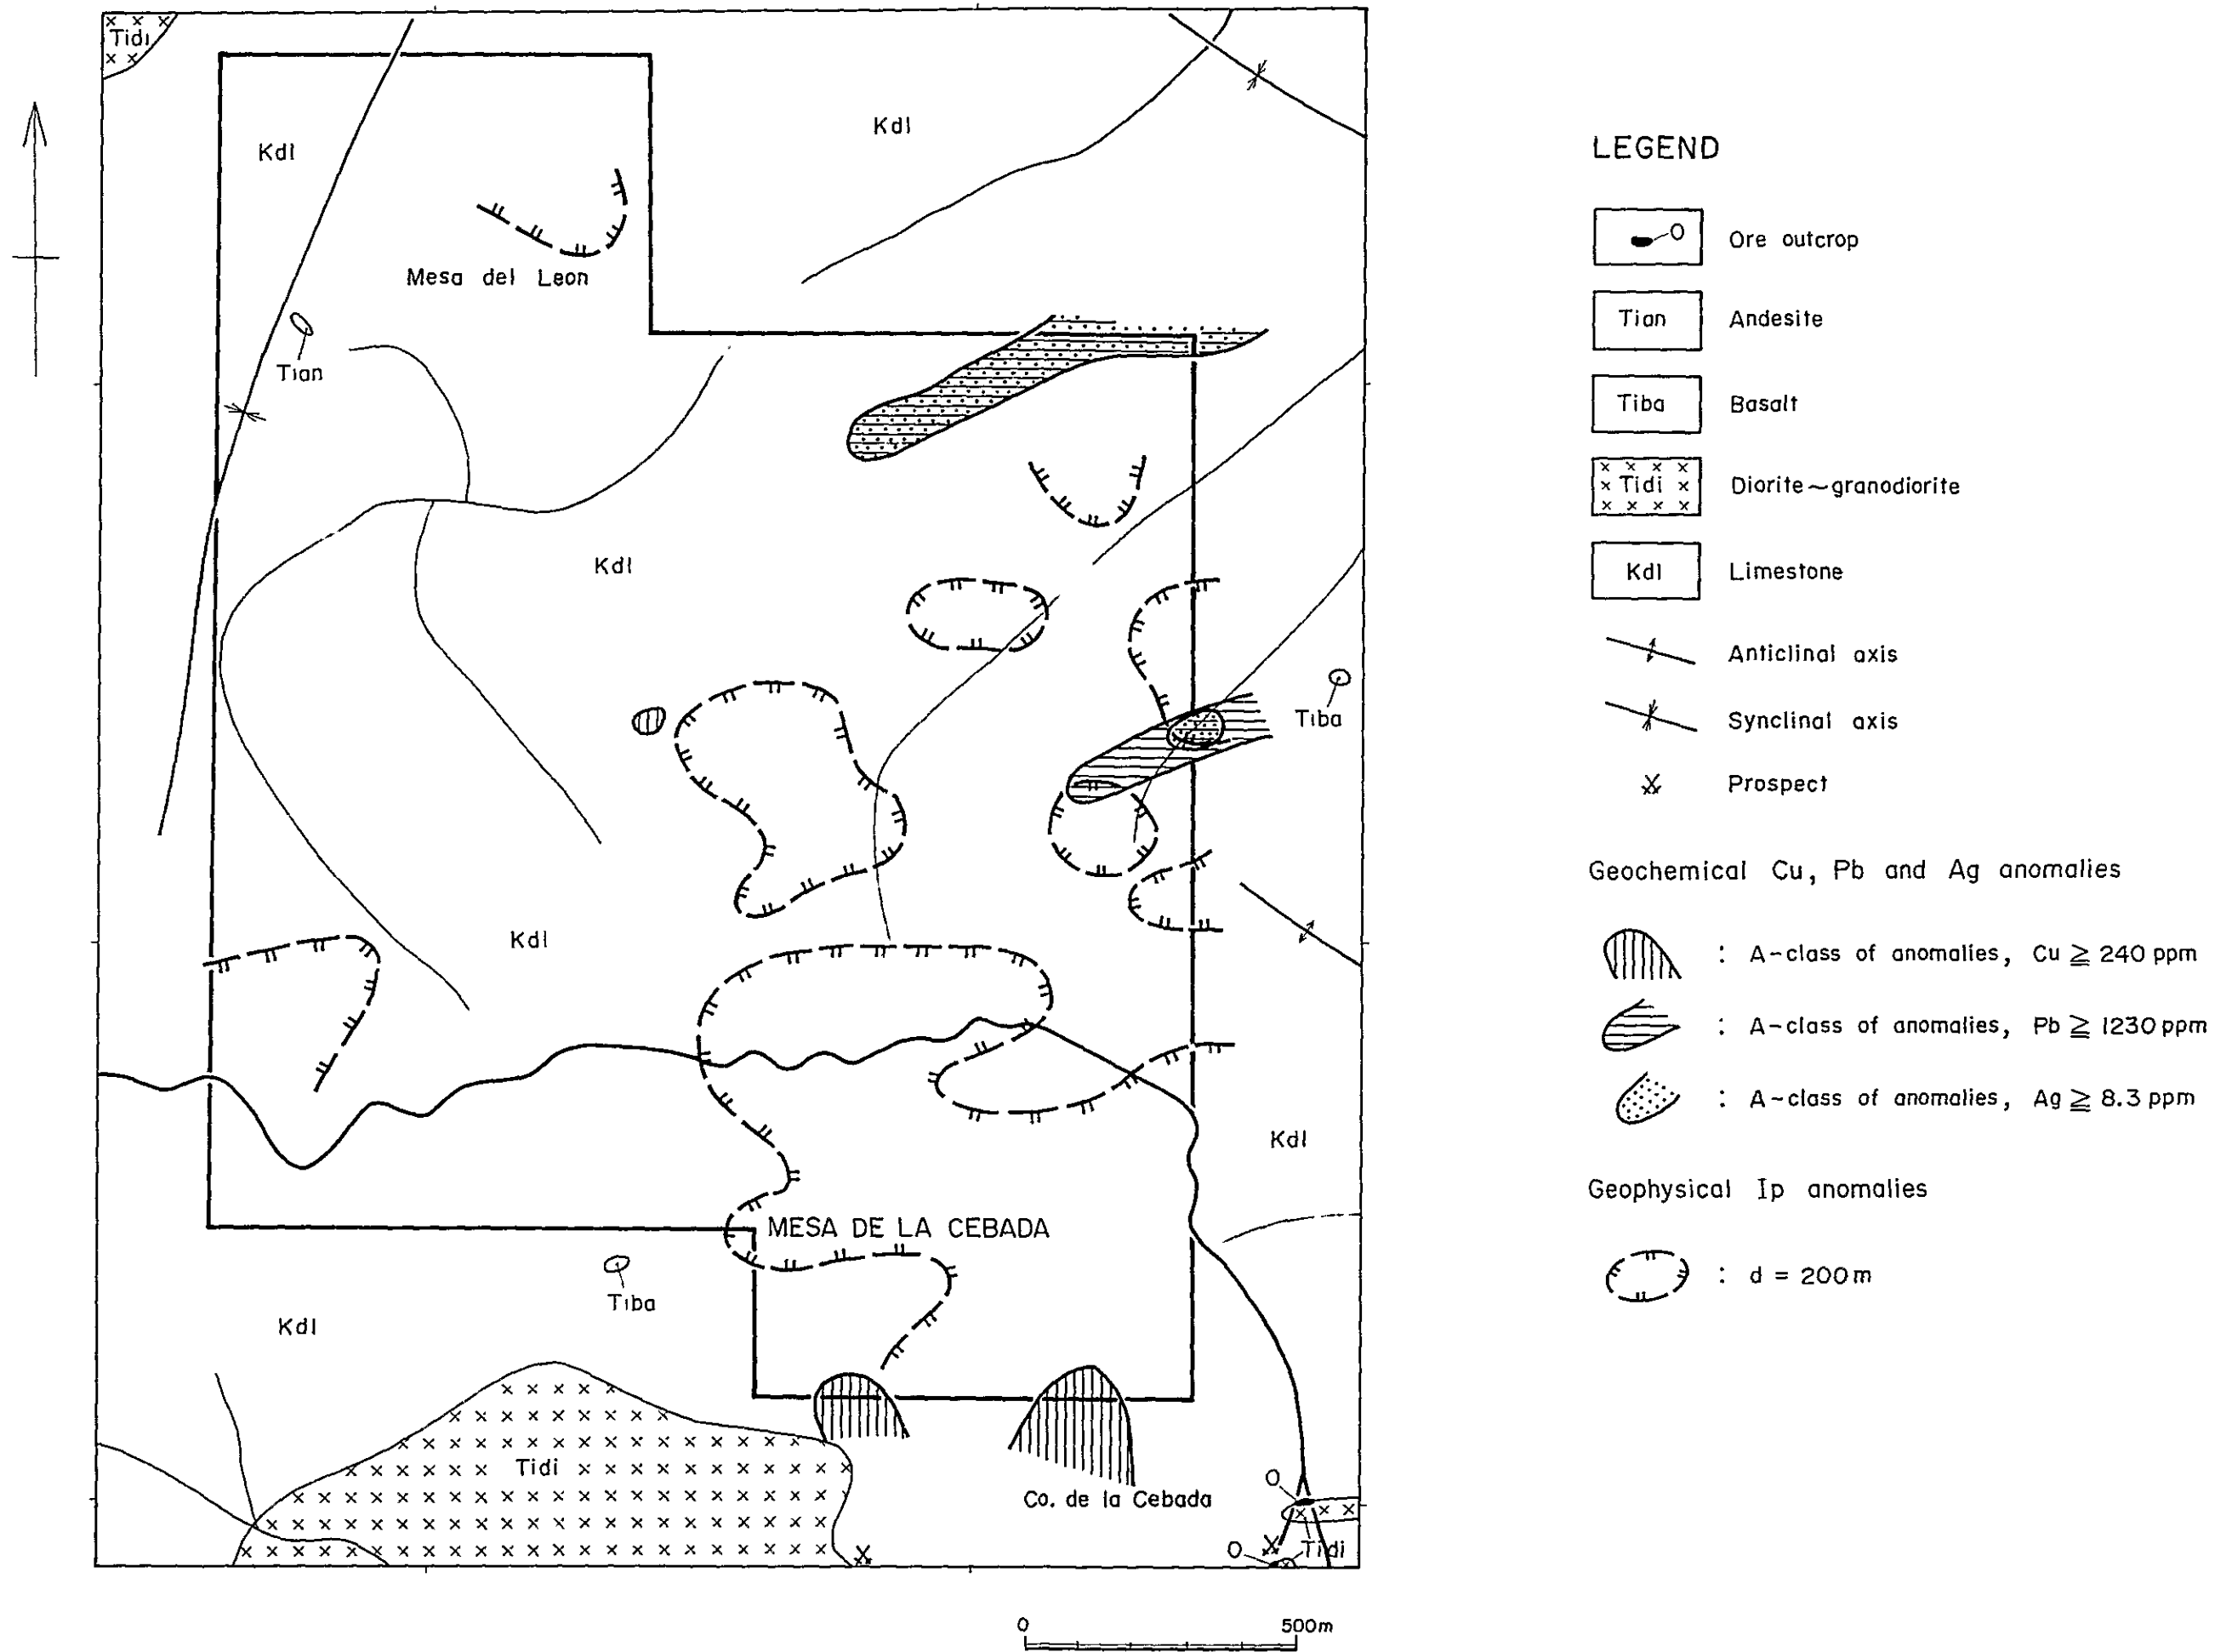 Tidi
Kdl
Kdl
Mesa del Leon
Tian
Kdl
Tiba
Kdl
Kdl
MESA DE LA CEBADA
Tiba
Kdl
Tidi
Co. de la Cebada
O
O
Tidi
0 500m
LEGEND
O Ore outcrop
Tian Andesite
Tiba Basalt
Tidi Diorite~granodiorite
Kdl Limestone
Anticlinal axis
Synclinal axis
Prospect
Geochemical Cu, Pb and Ag anomalies
: A-class of anomalies, Cu ≧ 240 ppm
: A-class of anomalies, Pb ≧ 1230 ppm
: A-class of anomalies, Ag ≧ 8.3 ppm
Geophysical Ip anomalies
: d = 200m